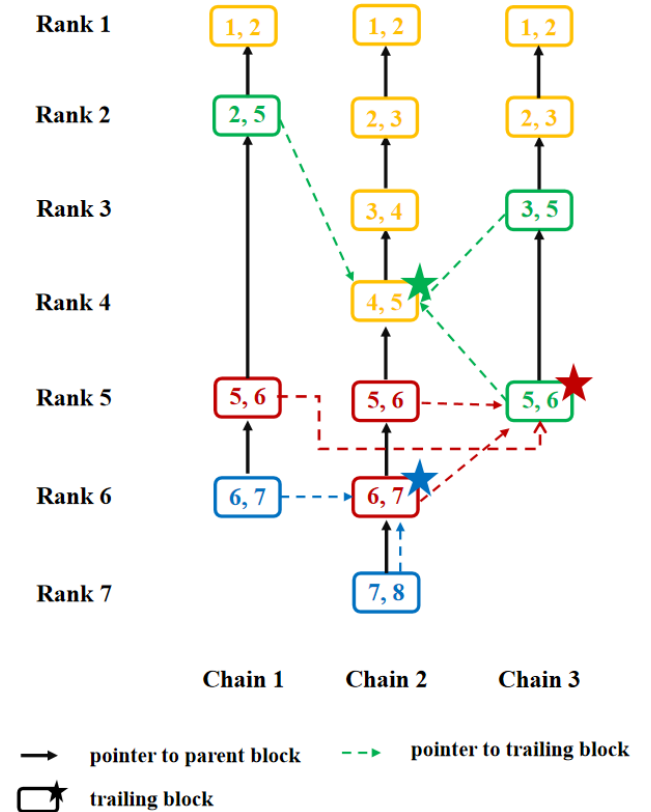 Rank 1 1, 2 1, 2 1, 2
Rank 2 2, 5 2, 3 2, 3
Rank 3 3, 4 3, 5
Rank 4 4, 5
Rank 5 5, 6 5, 6 5, 6
Rank 6 6, 7 6, 7
Rank 7 7, 8
Chain 1 Chain 2 Chain 3
pointer to parent block pointer to trailing block
trailing block